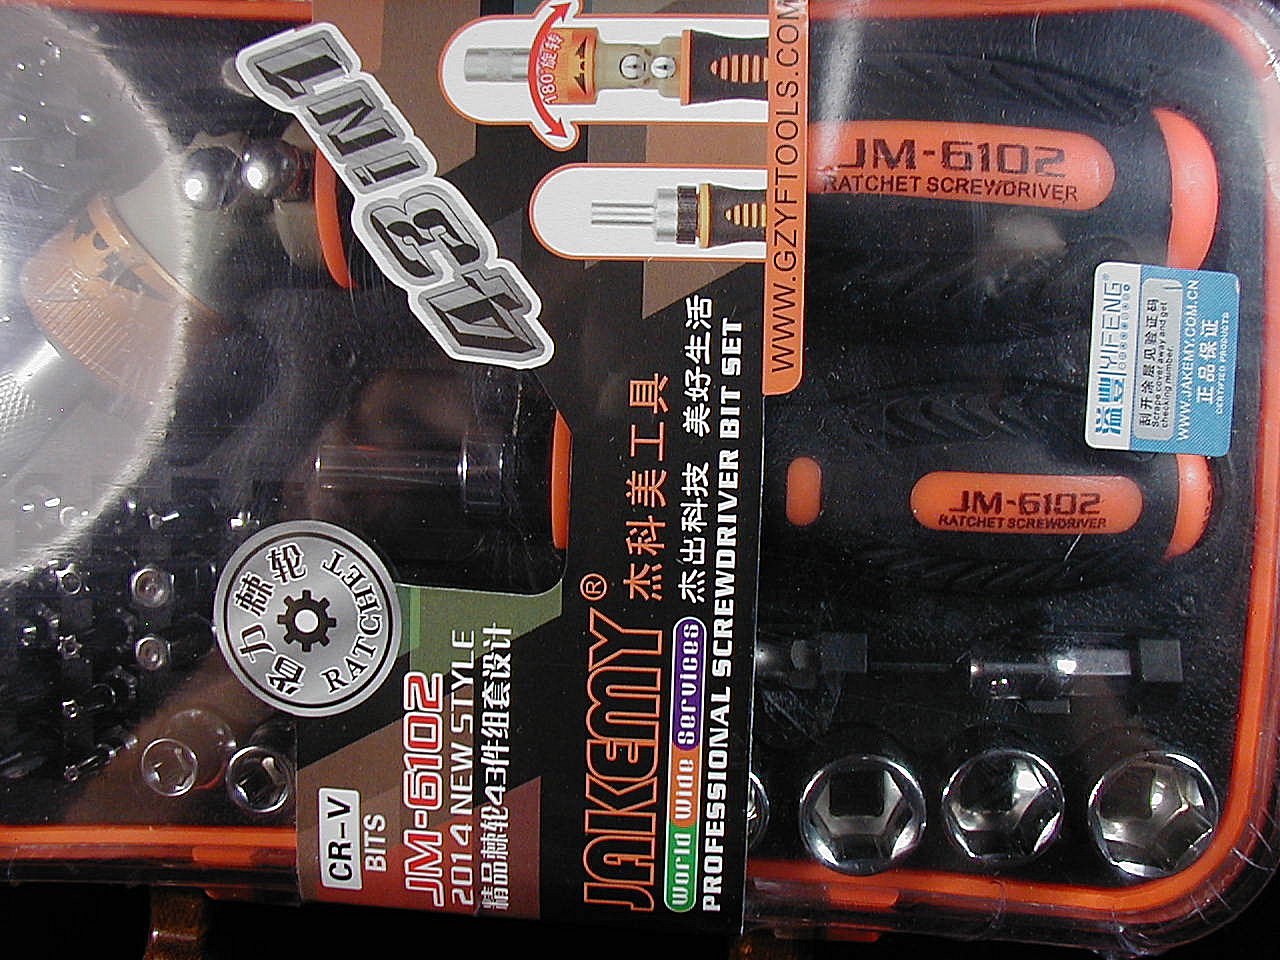 43 IN 1
180°旋转
WWW.GZYFTOOLS.COM
JM-6102
RATCHET SCREWDRIVER
JM-6102
RATCHET SCREWDRIVER
溢丰 YIFENG®
刮开涂层见验证码
Scrape cover away and get
checking number
WWW.JAKEMY.COM.CN
正品保证
CERTIFIED PRODUCTS
省力棘轮
RATCHET
CR-V
BITS
JM-6102
2014 NEW STYLE
精品棘轮43件组套设计
JAKEMY® 杰科美工具
World Wide Services 杰出科技 美好生活
PROFESSIONAL SCREWDRIVER BIT SET